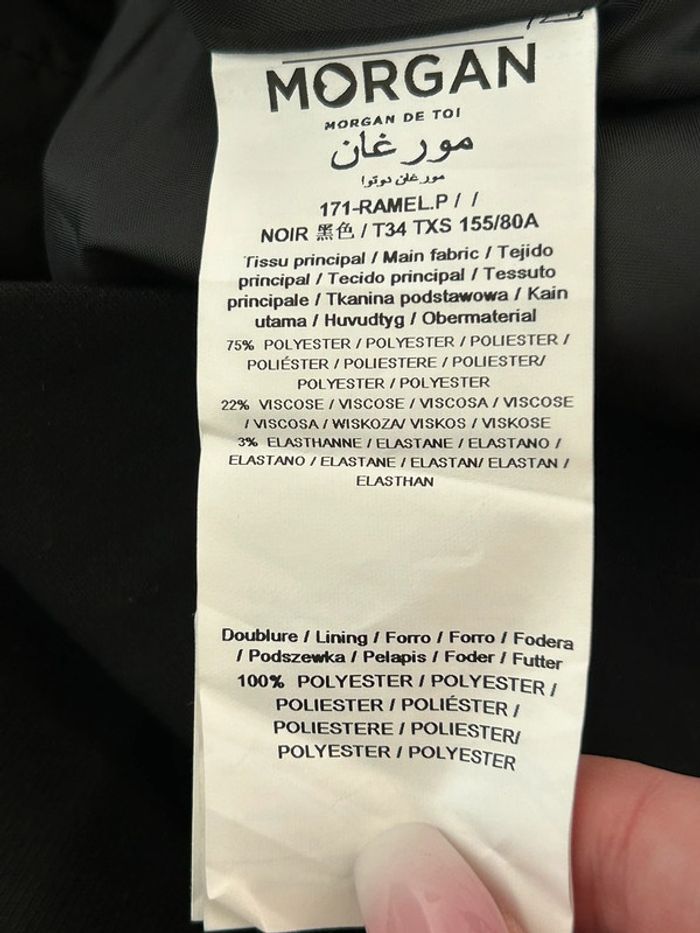 MORGAN
MORGAN DE TOI
مورغان
مورغان دو توا
171-RAMEL.P / /
NOIR 黑色 / T34 TXS 155/80A
Tissu principal / Main fabric / Tejido
principal / Tecido principal / Tessuto
principale / Tkanina podstawowa / Kain
utama / Huvudtyg / Obermaterial
75% POLYESTER / POLYESTER / POLIESTER /
POLIÉSTER / POLIESTERE / POLIESTER/
POLYESTER / POLYESTER
22% VISCOSE / VISCOSE / VISCOSA / VISCOSE
/ VISCOSA / WISKOZA/ VISKOS / VISKOSE
3% ELASTHANNE / ELASTANE / ELASTANO /
ELASTANO / ELASTANE / ELASTAN/ ELASTAN /
ELASTHAN
Doublure / Lining / Forro / Forro / Fodera
/ Podszewka / Pelapis / Foder / Futter
100% POLYESTER / POLYESTER /
POLIESTER / POLIÉSTER /
POLIESTERE / POLIESTER/
POLYESTER / POLYESTER